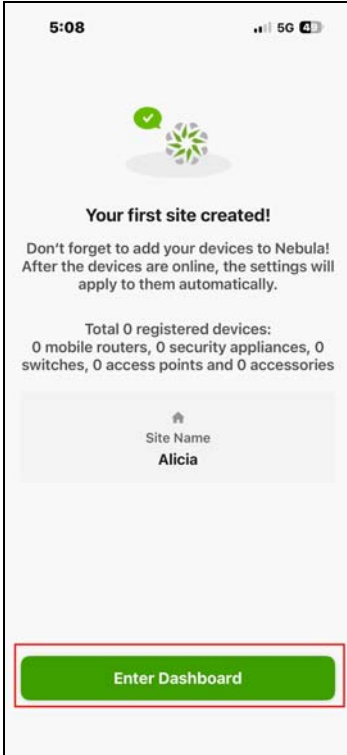 5:08 5G 49
Your first site created!
Don't forget to add your devices to Nebula!
After the devices are online, the settings will
apply to them automatically.
Total 0 registered devices:
0 mobile routers, 0 security appliances, 0
switches, 0 access points and 0 accessories
Site Name
Alicia
Enter Dashboard